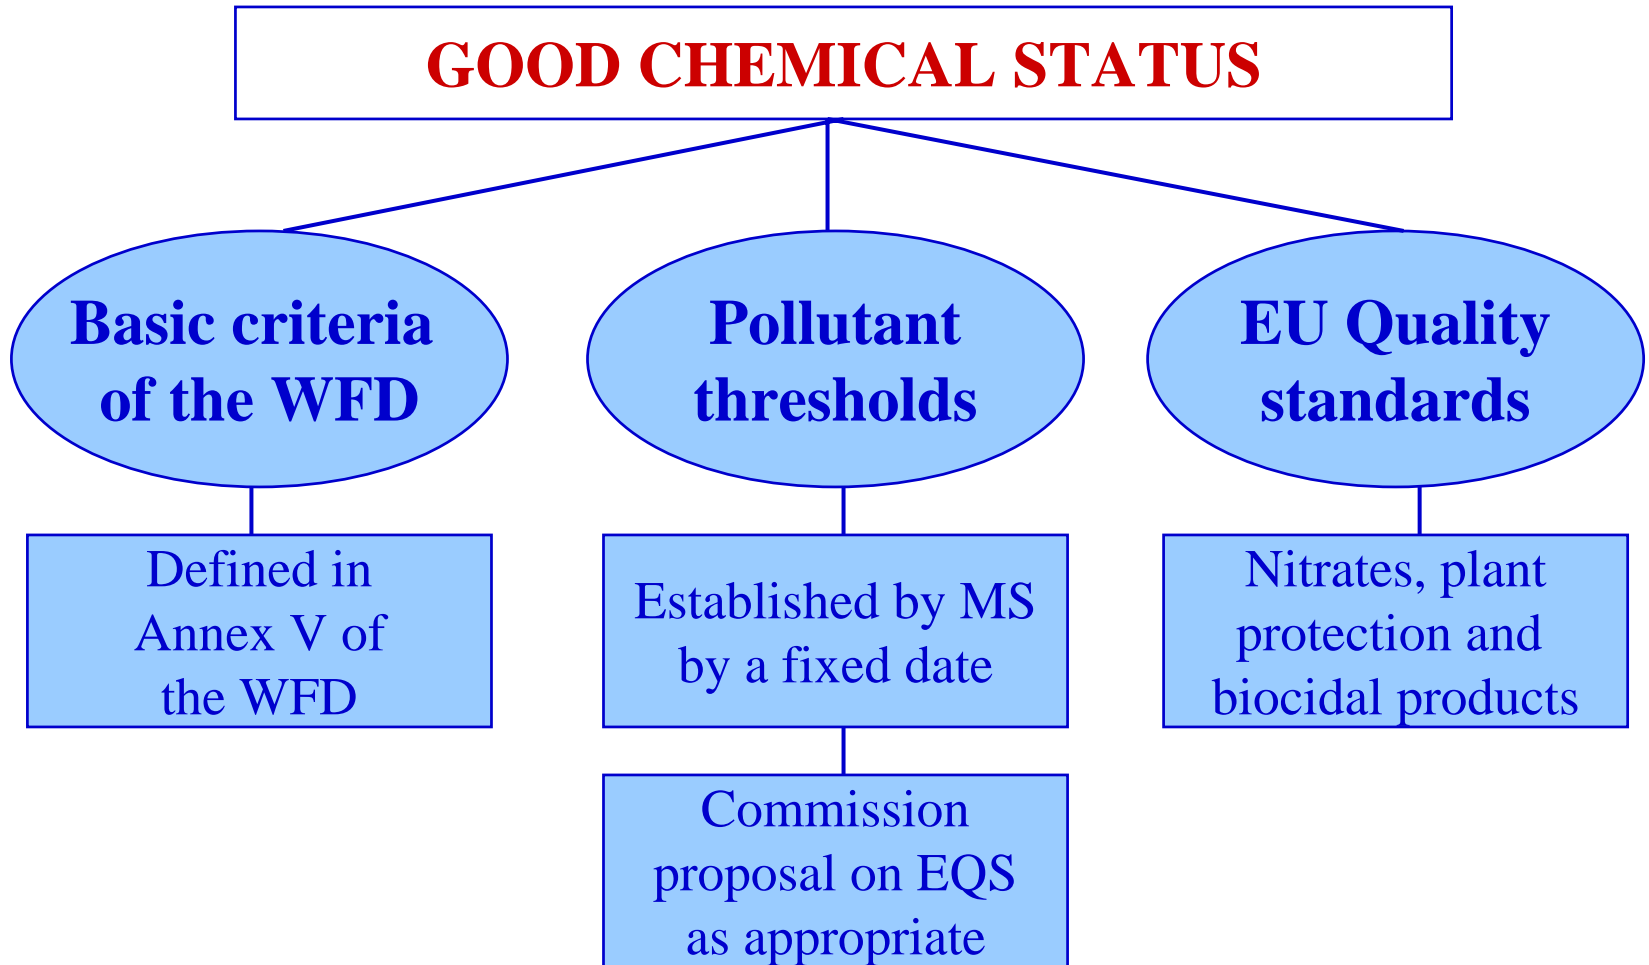 GOOD CHEMICAL STATUS
Basic criteria
of the WFD
Pollutant
thresholds
EU Quality
standards
Defined in
Annex V of
the WFD
Established by MS
by a fixed date
Nitrates, plant
protection and
biocidal products
Commission
proposal on EQS
as appropriate